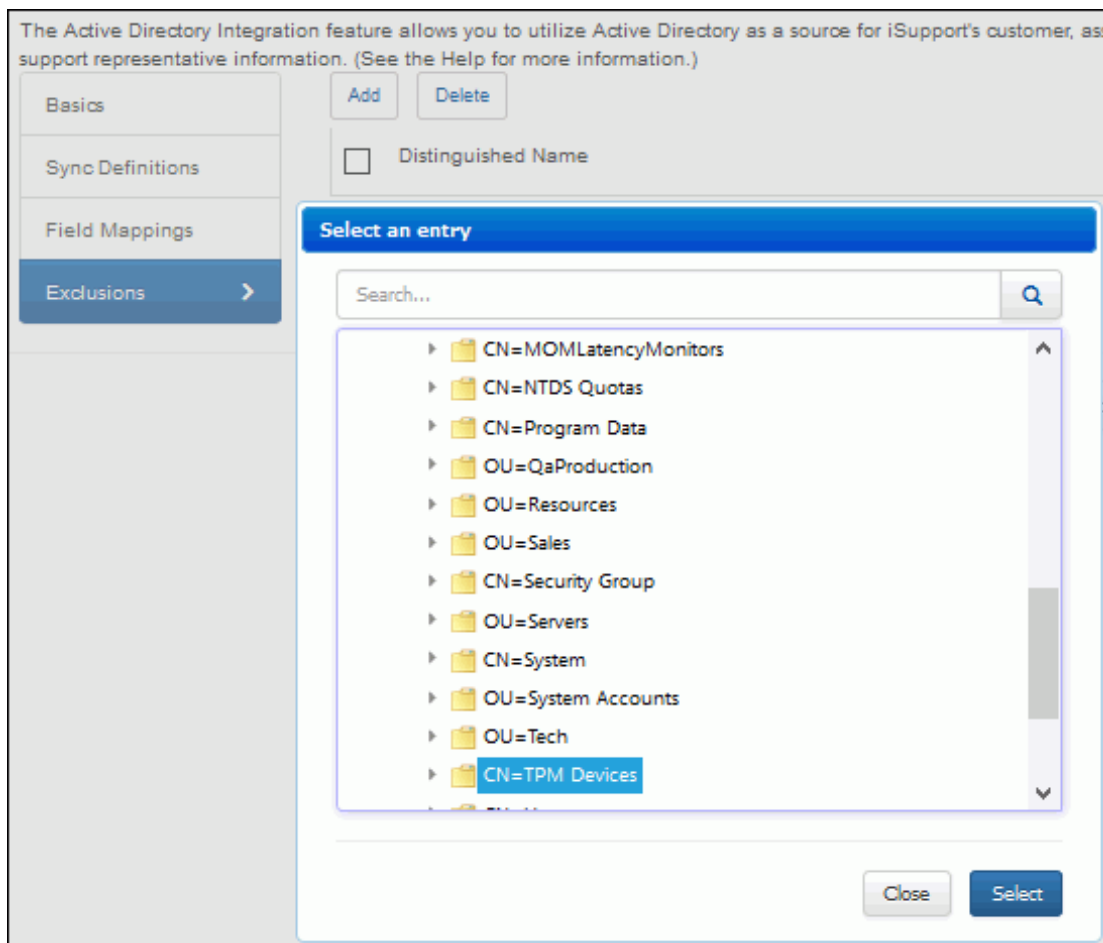 The Active Directory Integration feature allows you to utilize Active Directory as a source for iSupport's customer,
support representative information. (See the Help for more information.)
Basics
Add
Delete
Distinguished Name
Sync Definitions
Field Mappings
Exclusions
Select an entry
Search...
CN=MOMLatencyMonitors
CN=NTDS Quotas
CN=Program Data
OU=QaProduction
OU=Resources
OU=Sales
CN=Security Group
OU=Servers
CN=System
OU=System Accounts
OU=Tech
CN=TPM Devices
Close
Select